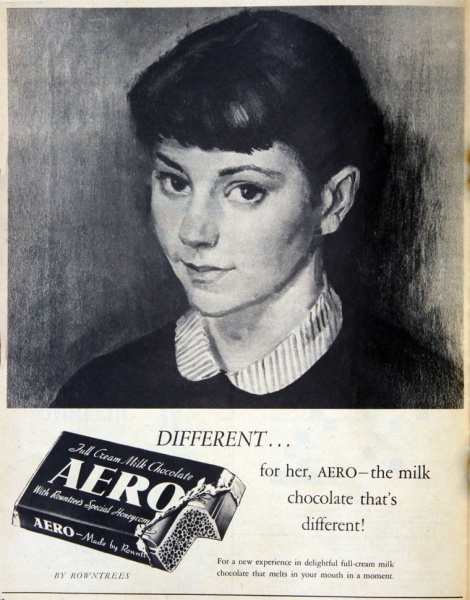 DIFFERENT...
for her, AERO—the milk
chocolate that's
different!
Full Cream Milk Chocolate
AERO
With Rowntree's Special Honeycomb
AERO—Made by Rownt
For a new experience in delightful full-cream milk
chocolate that melts in your mouth in a moment.
BY ROWNTREES